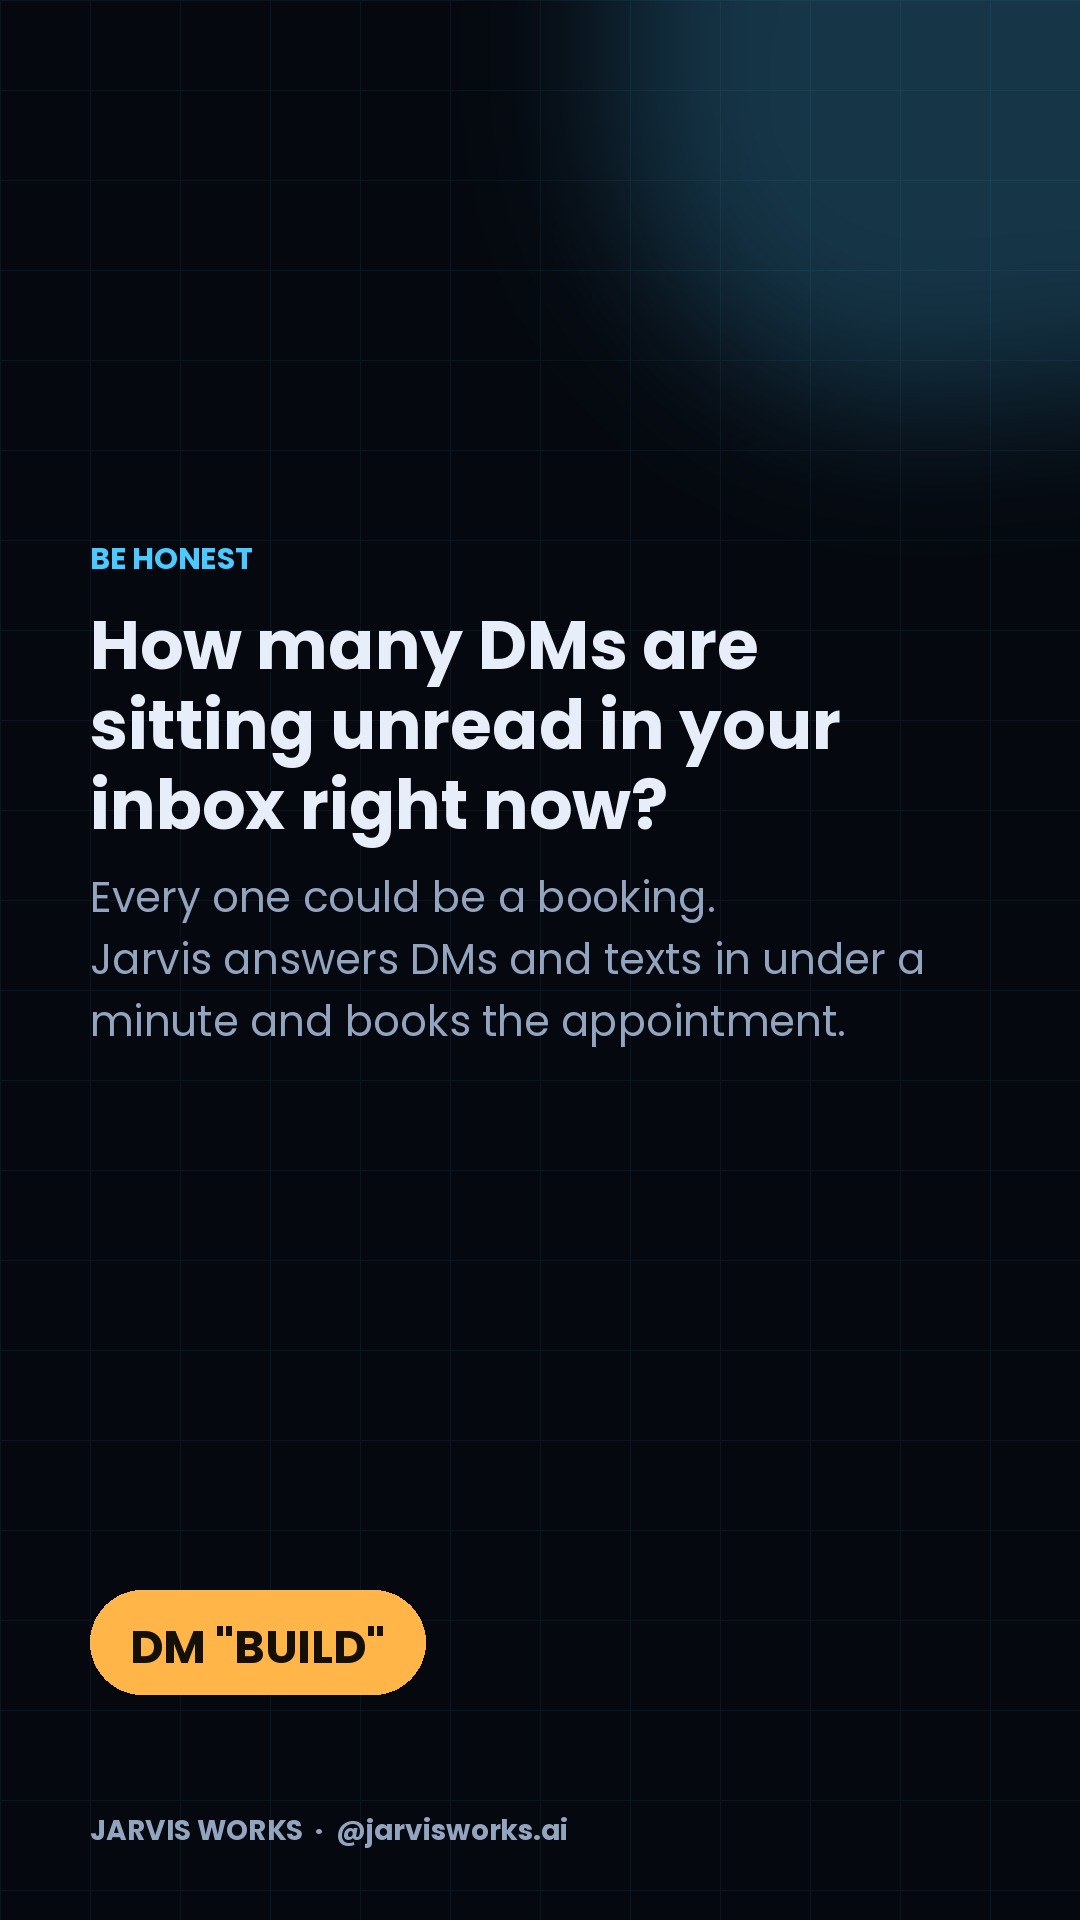 BE HONEST
How many DMs are
sitting unread in your
inbox right now?
Every one could be a booking.
Jarvis answers DMs and texts in under a
minute and books the appointment.
DM "BUILD"
JARVIS WORKS · @jarvisworks.ai